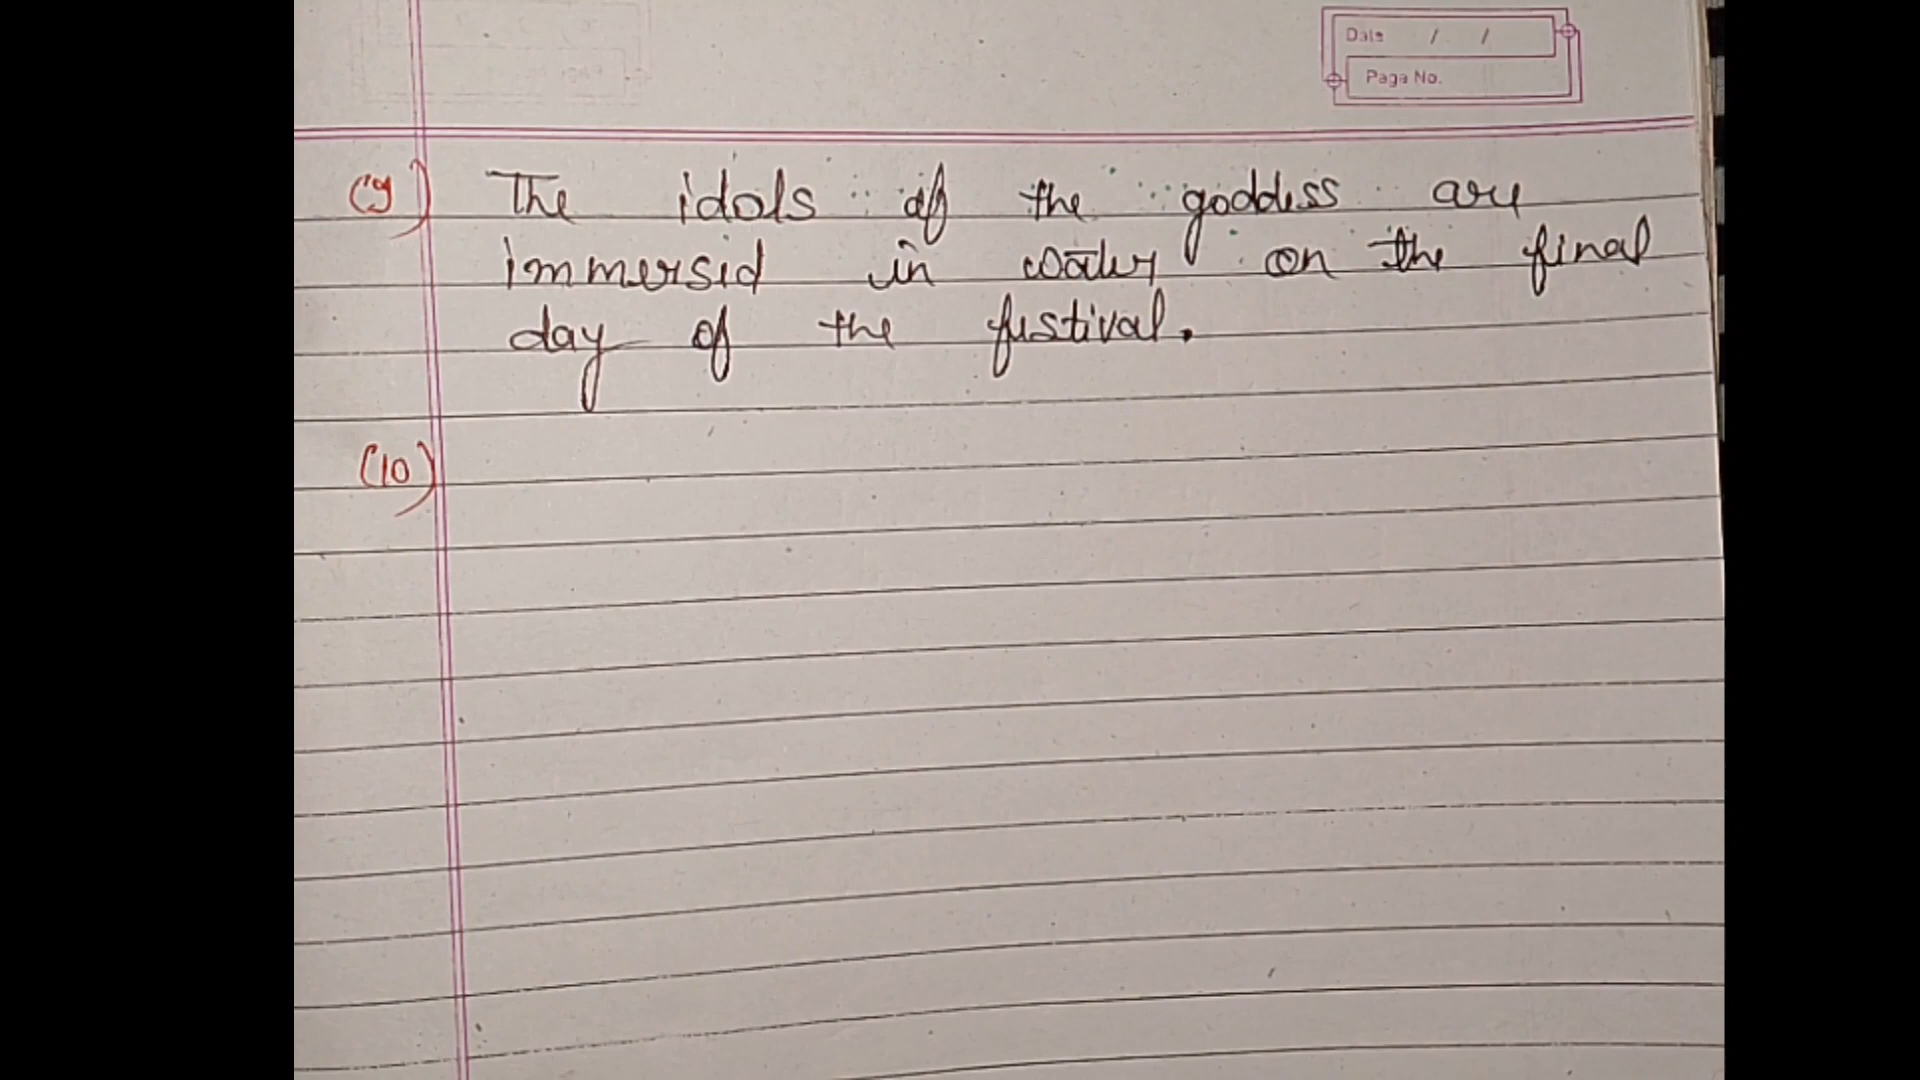 Date / /
Page No.
(9) The idols of the goddess are
immersed in water on the final
day of the festival.
(10)